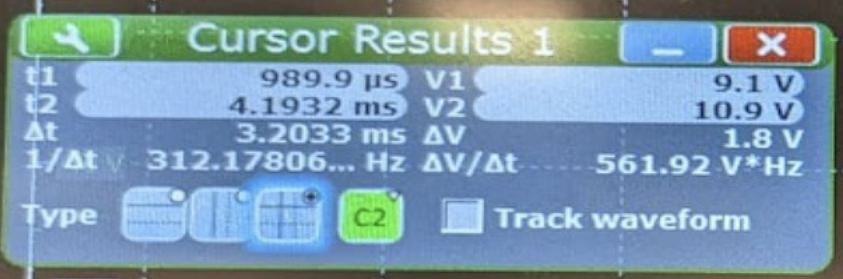 Cursor Results 1
t1 989.9 µs V1 9.1 V
t2 4.1932 ms V2 10.9 V
Δt 3.2033 ms ΔV 1.8 V
1/Δt 312.17806... Hz ΔV/Δt 561.92 V*Hz
Type C2 Track waveform